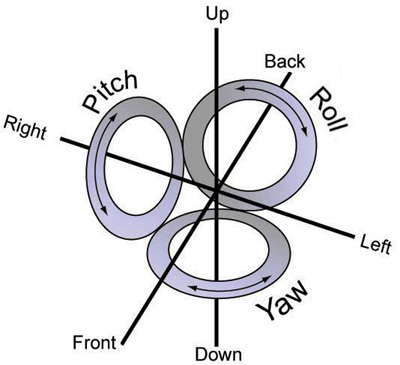 Up
Back
Pitch
Roll
Right
Left
Yaw
Front
Down